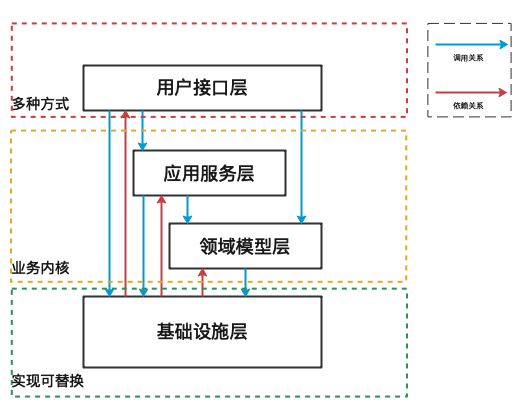 调用关系
依赖关系
用户接口层
多种方式
应用服务层
领域模型层
业务内核
基础设施层
实现可替换